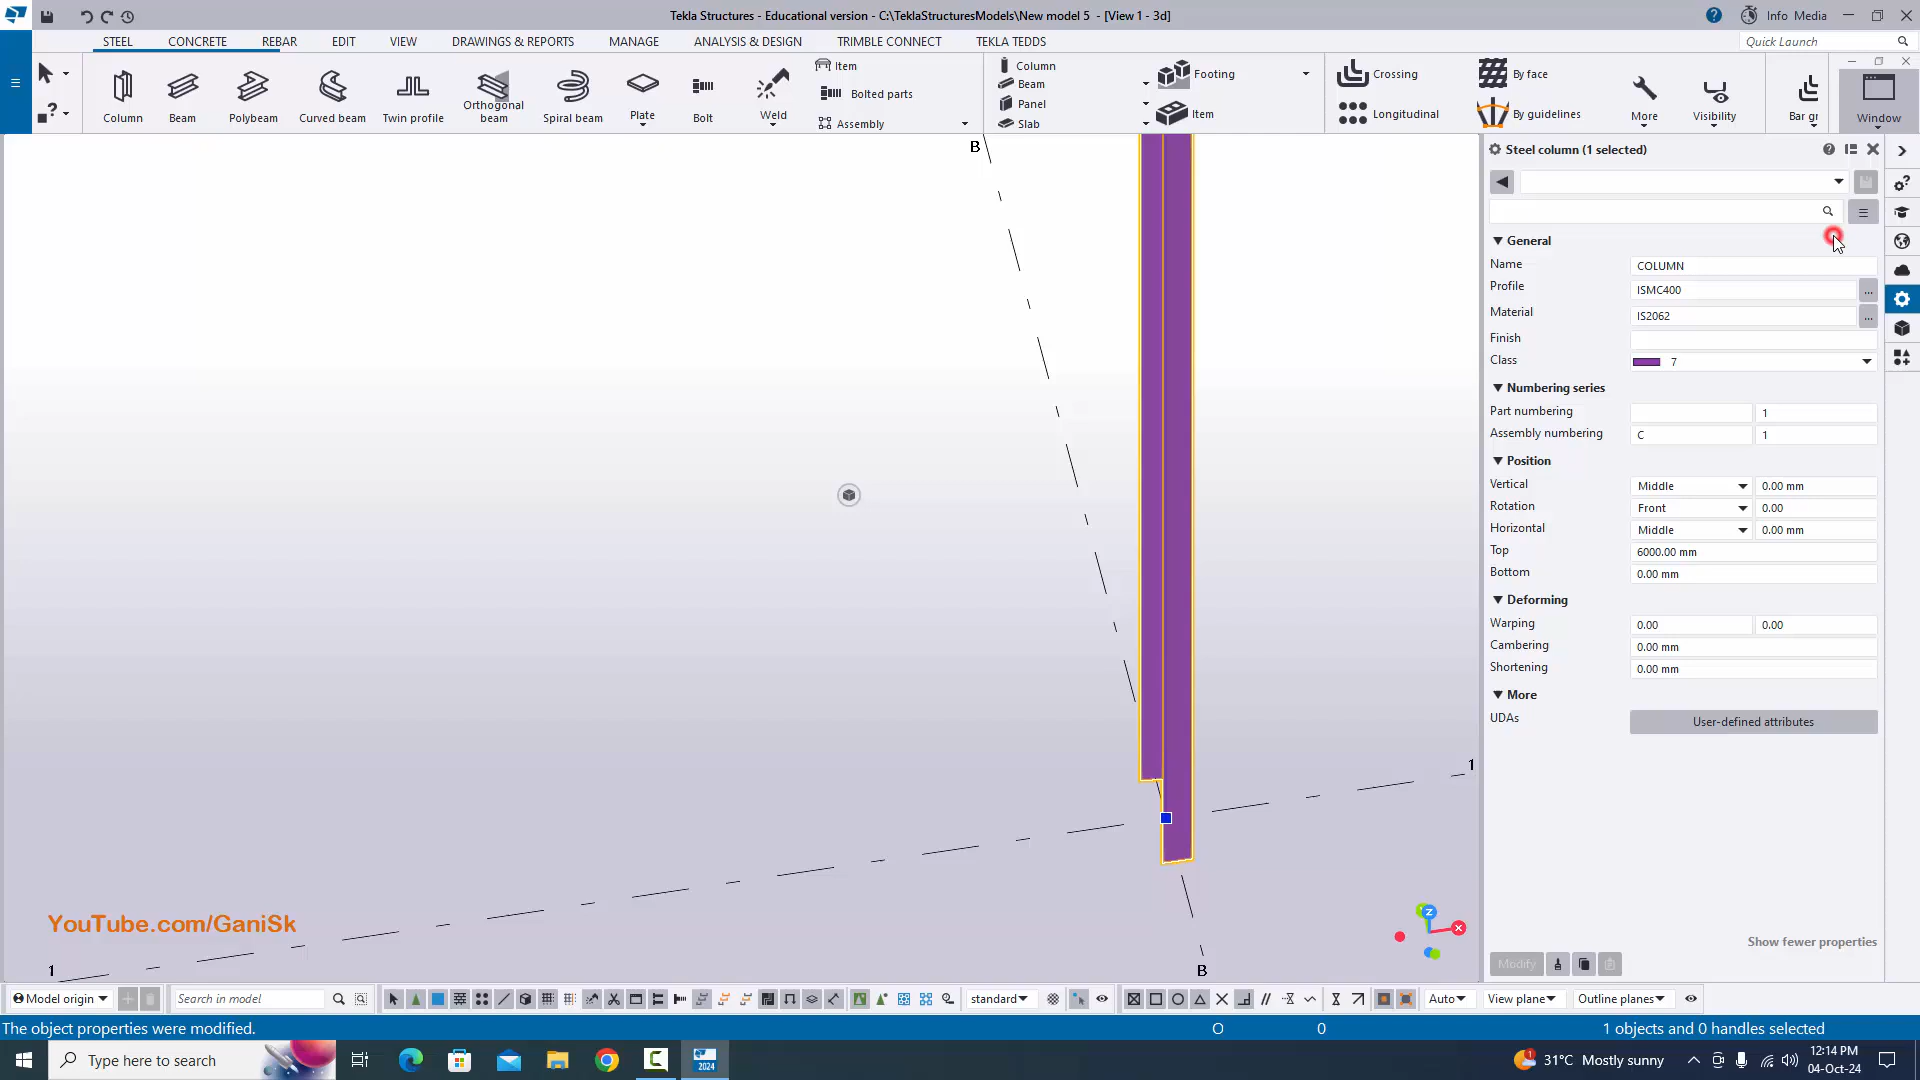 Tekla Structures - Educational version - C:\TeklaStructuresModels\New model 5 - [View 1 - 3d]
Info Media
STEEL CONCRETE REBAR EDIT VIEW DRAWINGS & REPORTS MANAGE ANALYSIS & DESIGN TRIMBLE CONNECT TEKLA TEDDS
Quick Launch
Column
Beam
Polybeam
Curved beam
Twin profile
Orthogonal
beam
Spiral beam
Plate
Bolt
Weld
Item
Bolted parts
Assembly
Column
Beam
Panel
Slab
Footing
Item
Crossing
Longitudinal
By face
By guidelines
More
Visibility
Bar gr
Window
Steel column (1 selected)
General
Name COLUMN
Profile ISMC400 ...
Material IS2062 ...
Finish
Class 7
Numbering series
Part numbering 1
Assembly numbering C 1
Position
Vertical Middle 0.00 mm
Rotation Front 0.00
Horizontal Middle 0.00 mm
Top 6000.00 mm
Bottom 0.00 mm
Deforming
Warping 0.00 0.00
Cambering 0.00 mm
Shortening 0.00 mm
More
UDAs User-defined attributes
Show fewer properties
Modify
B
1
Z
X
YouTube.com/GaniSk
1
B
Model origin
Search in model
standard
Auto
View plane
Outline planes
The object properties were modified.
O
0
1 objects and 0 handles selected
Type here to search
2024
1
31°C Mostly sunny
12:14 PM
04-Oct-24